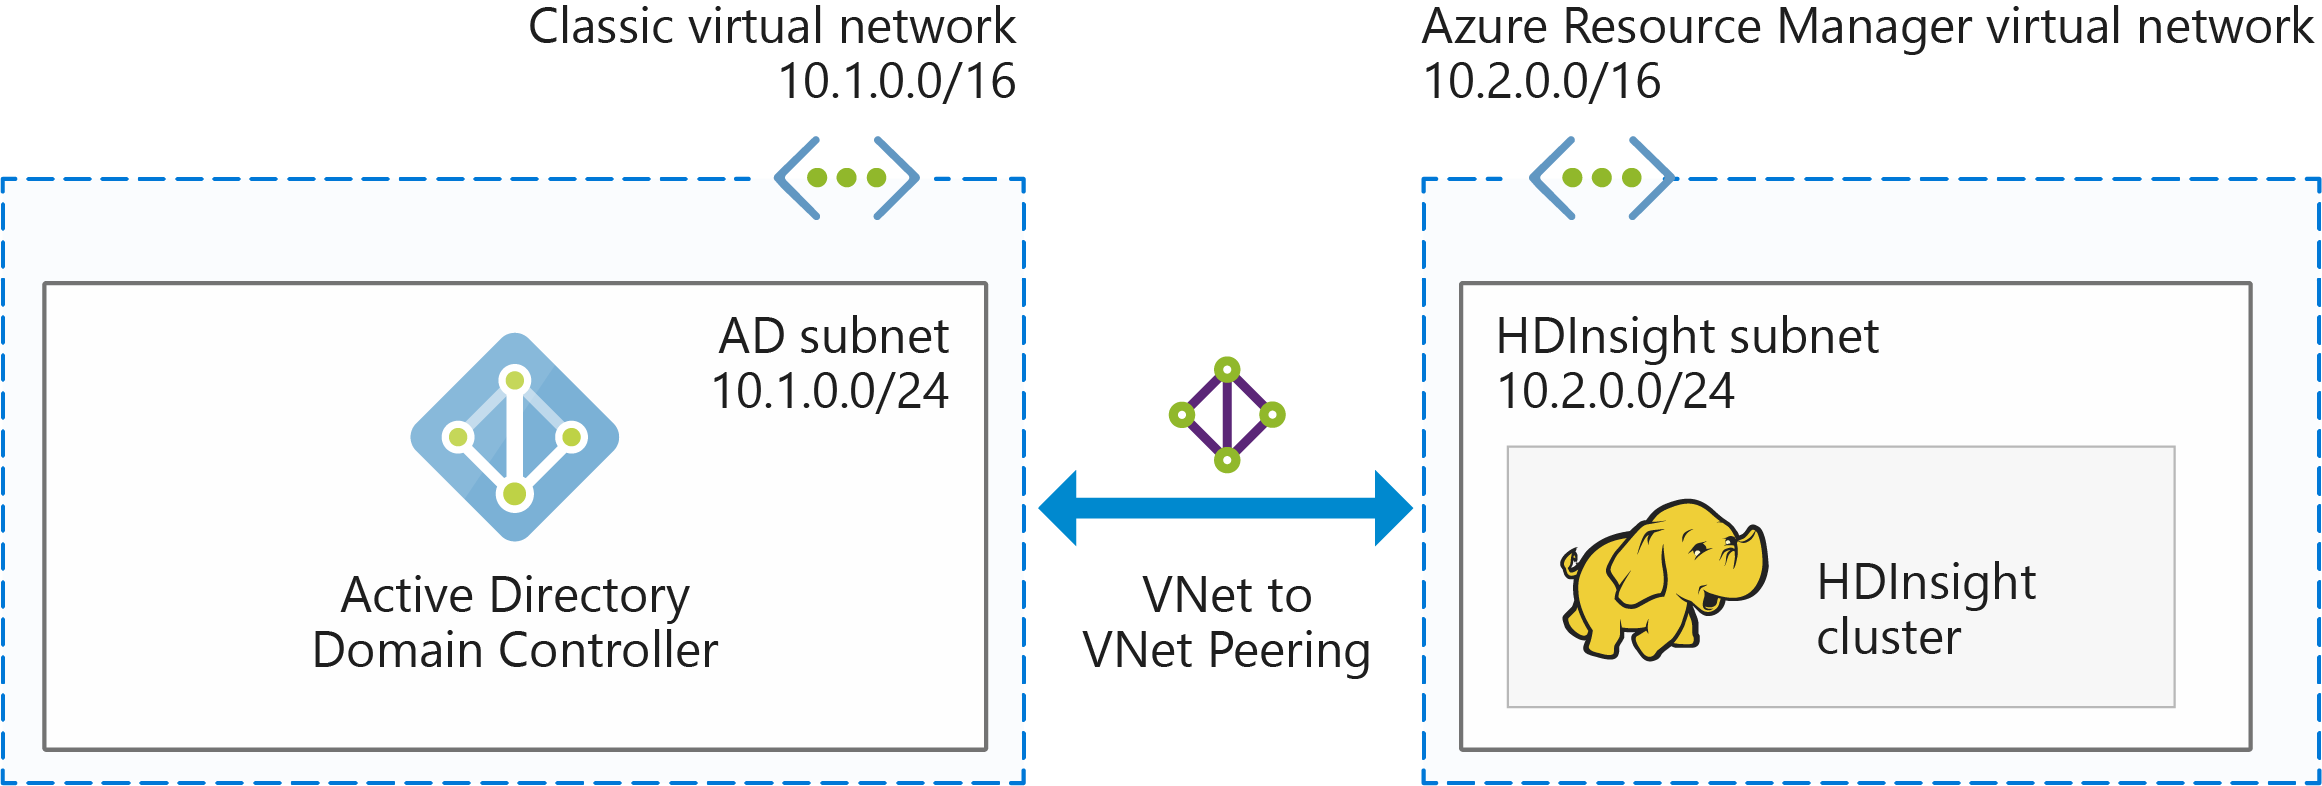 Classic virtual network
10.1.0.0/16
Azure Resource Manager virtual network
10.2.0.0/16
AD subnet
10.1.0.0/24
Active Directory
Domain Controller
VNet to
VNet Peering
HDInsight subnet
10.2.0.0/24
HDInsight
cluster